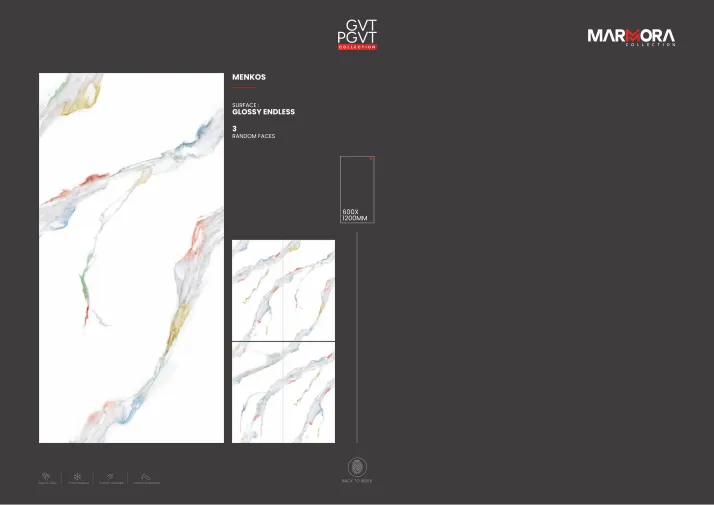 GVT
PGVT
COLLECTION
MARMORA
COLLECTION
MENKOS
SURFACE :
GLOSSY ENDLESS
3
RANDOM FACES
600X
1200MM
BACK TO INDEX